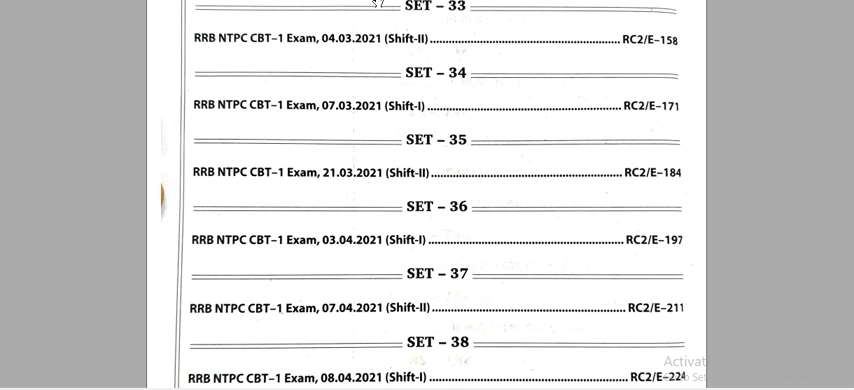 SET – 33
RRB NTPC CBT–1 Exam, 04.03.2021 (Shift-II)............................................................ RC2/E–158
SET – 34
RRB NTPC CBT–1 Exam, 07.03.2021 (Shift-I)............................................................. RC2/E–171
SET – 35
RRB NTPC CBT–1 Exam, 21.03.2021 (Shift-II)............................................................ RC2/E–184
SET – 36
RRB NTPC CBT–1 Exam, 03.04.2021 (Shift-I)............................................................. RC2/E–197
SET – 37
RRB NTPC CBT–1 Exam, 07.04.2021 (Shift-II)............................................................ RC2/E–211
SET – 38
RRB NTPC CBT–1 Exam, 08.04.2021 (Shift-I)............................................................. RC2/E–224